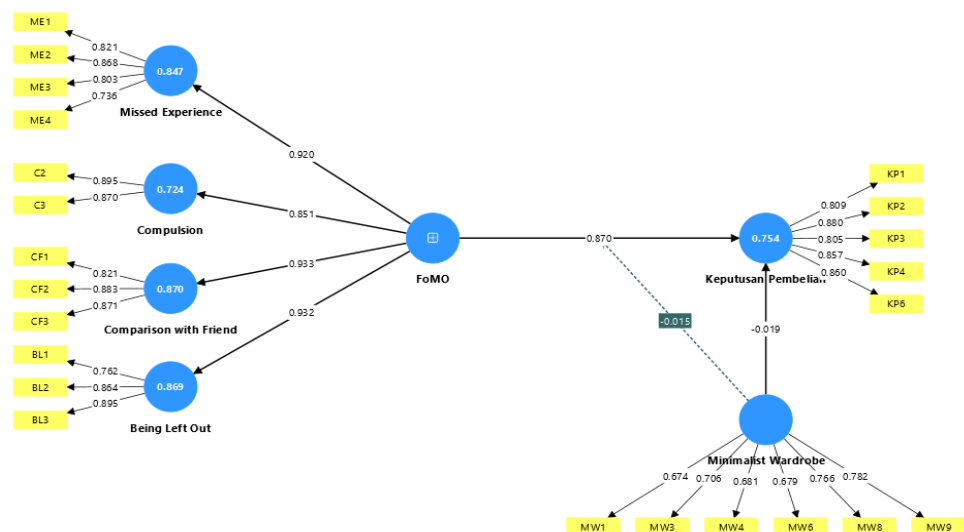 ME1
ME2
ME3
ME4
0.821
0.868
0.803
0.736
0.847
Missed Experience
C2
C3
0.895
0.870
0.724
Compulsion
CF1
CF2
CF3
0.821
0.883
0.871
0.870
Comparison with Friend
BL1
BL2
BL3
0.762
0.864
0.895
0.869
Being Left Out
0.920
0.851
0.933
0.932
FoMO
0.870
-0.015
0.754
Keputusan Pembelian
0.809
0.880
0.805
0.857
0.860
KP1
KP2
KP3
KP4
KP6
-0.019
Minimalist Wardrobe
0.674
0.706
0.681
0.679
0.766
0.782
MW1
MW3
MW4
MW6
MW8
MW9